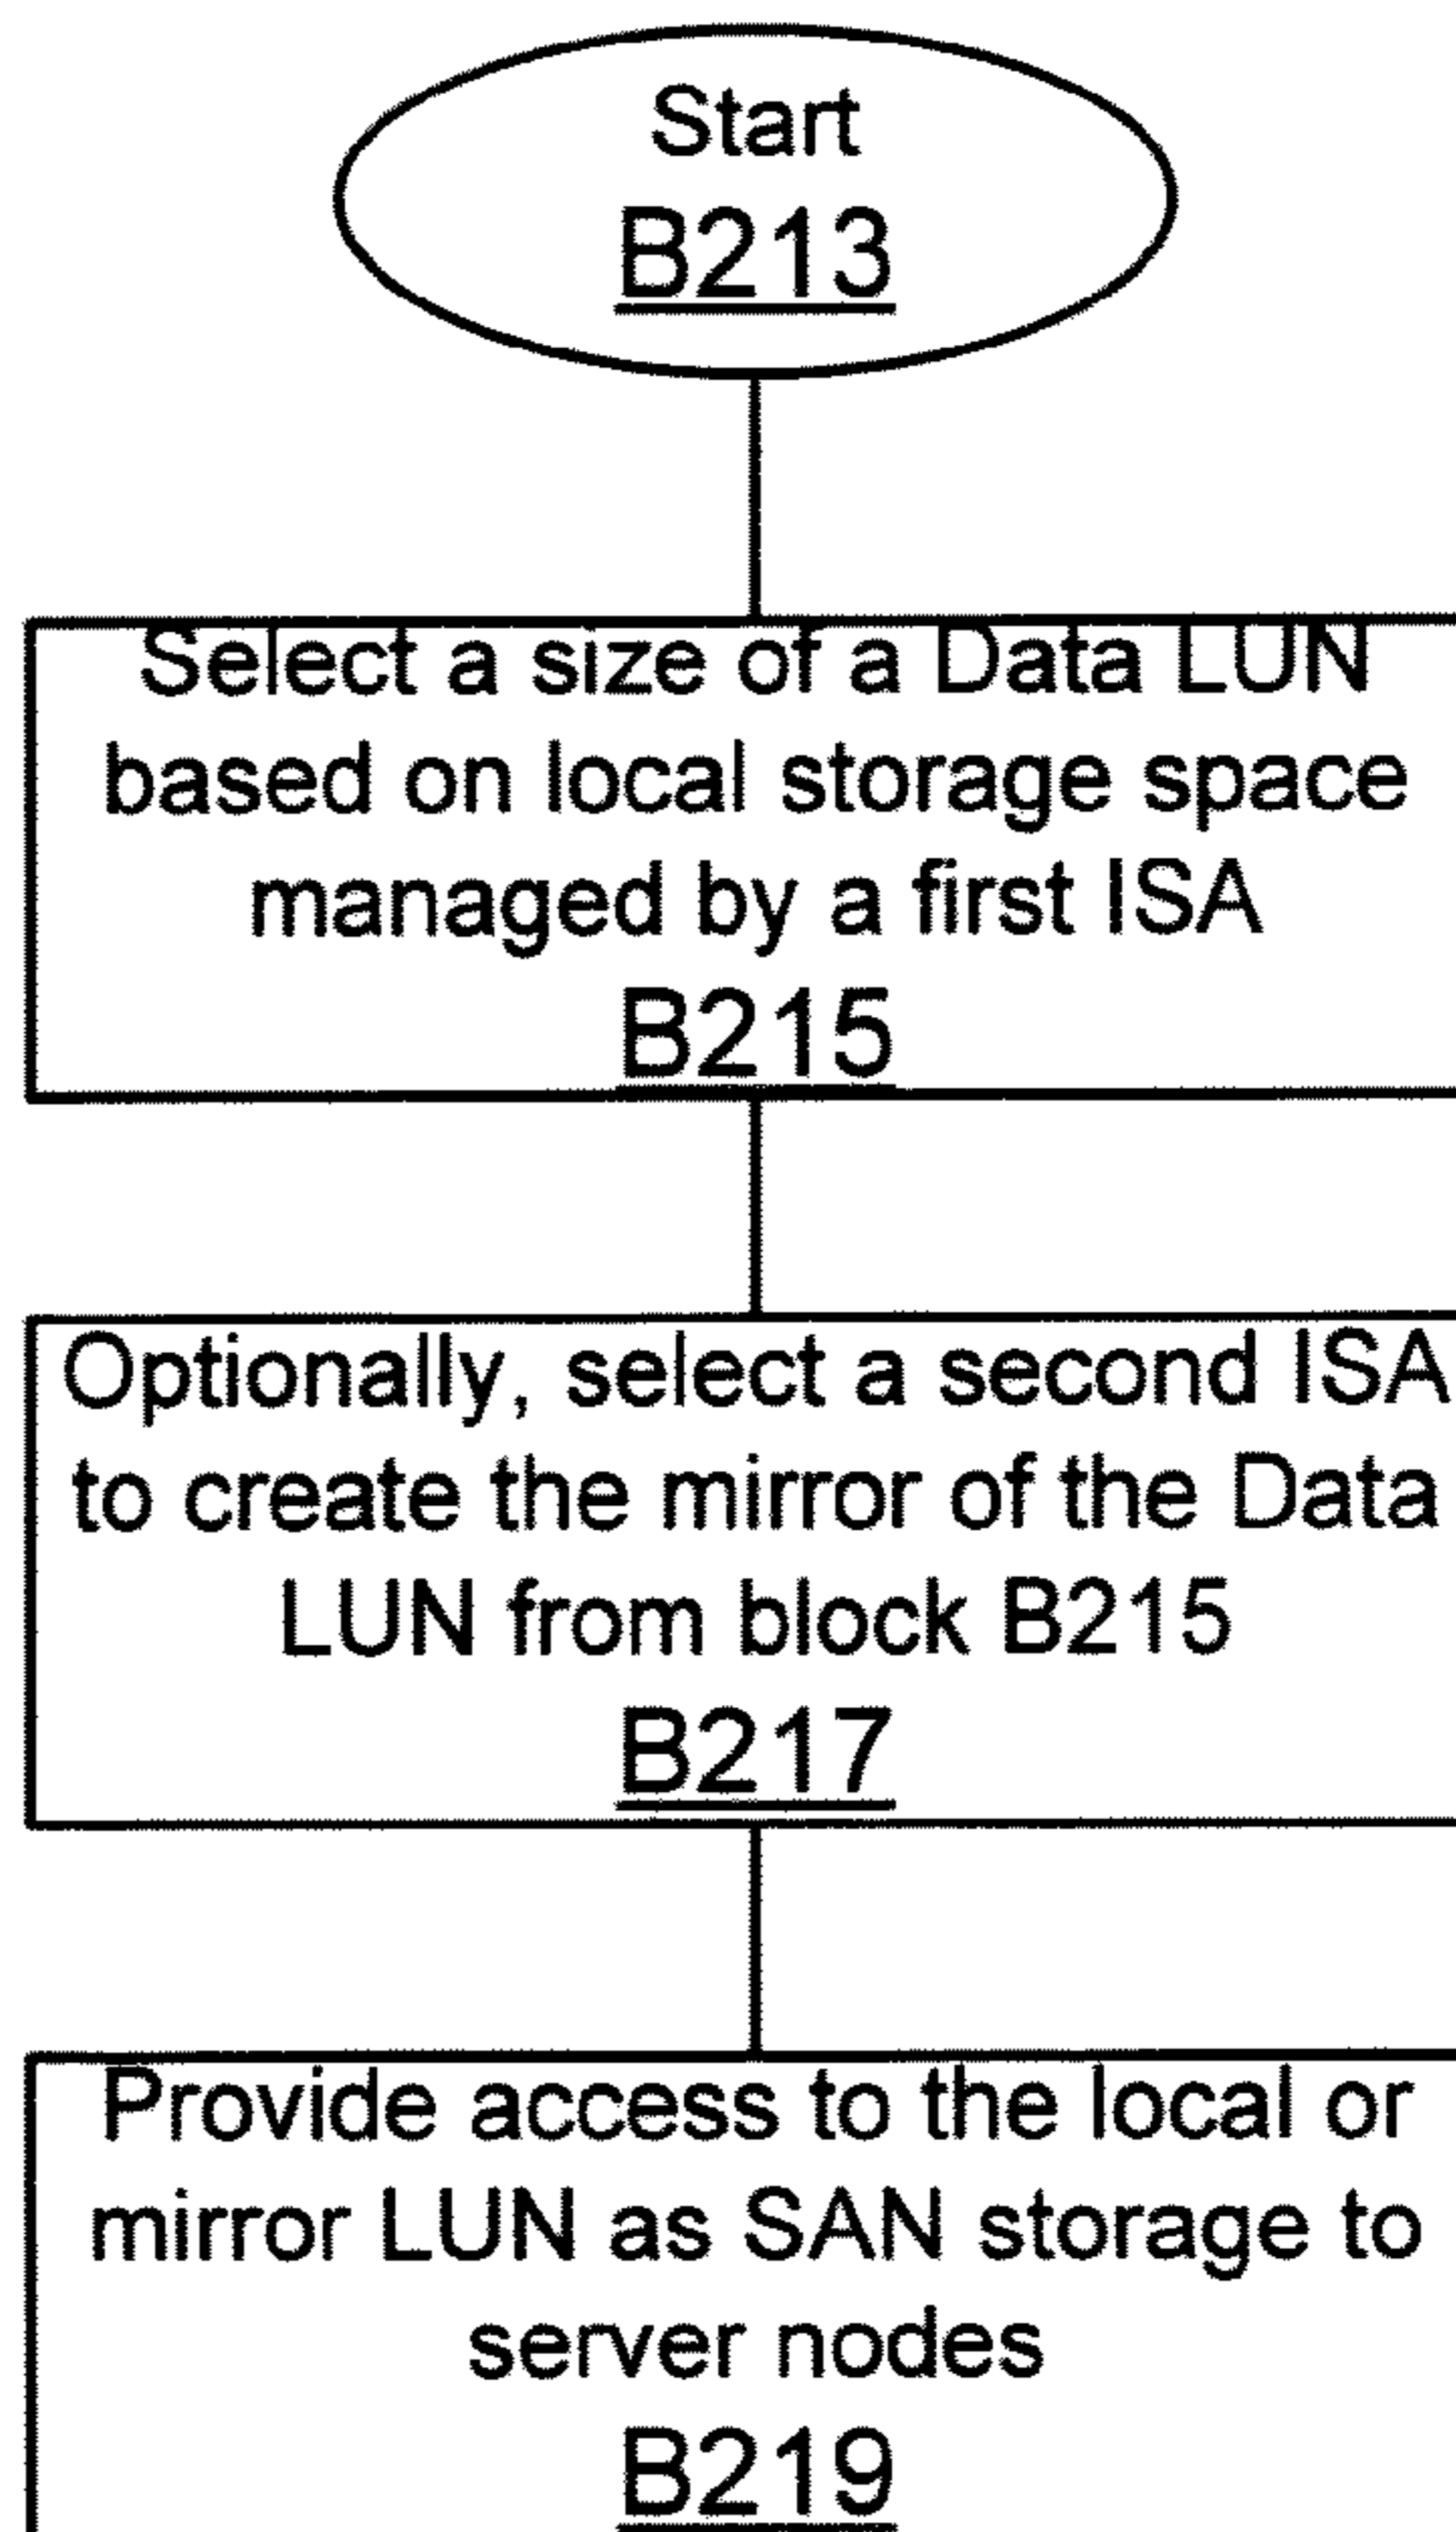 Start
B213
Select a size of a Data LUN
based on local storage space
managed by a first ISA
B215
Optionally, select a second ISA
to create the mirror of the Data
LUN from block B215
B217
Provide access to the local or
mirror LUN as SAN storage to
server nodes
B219